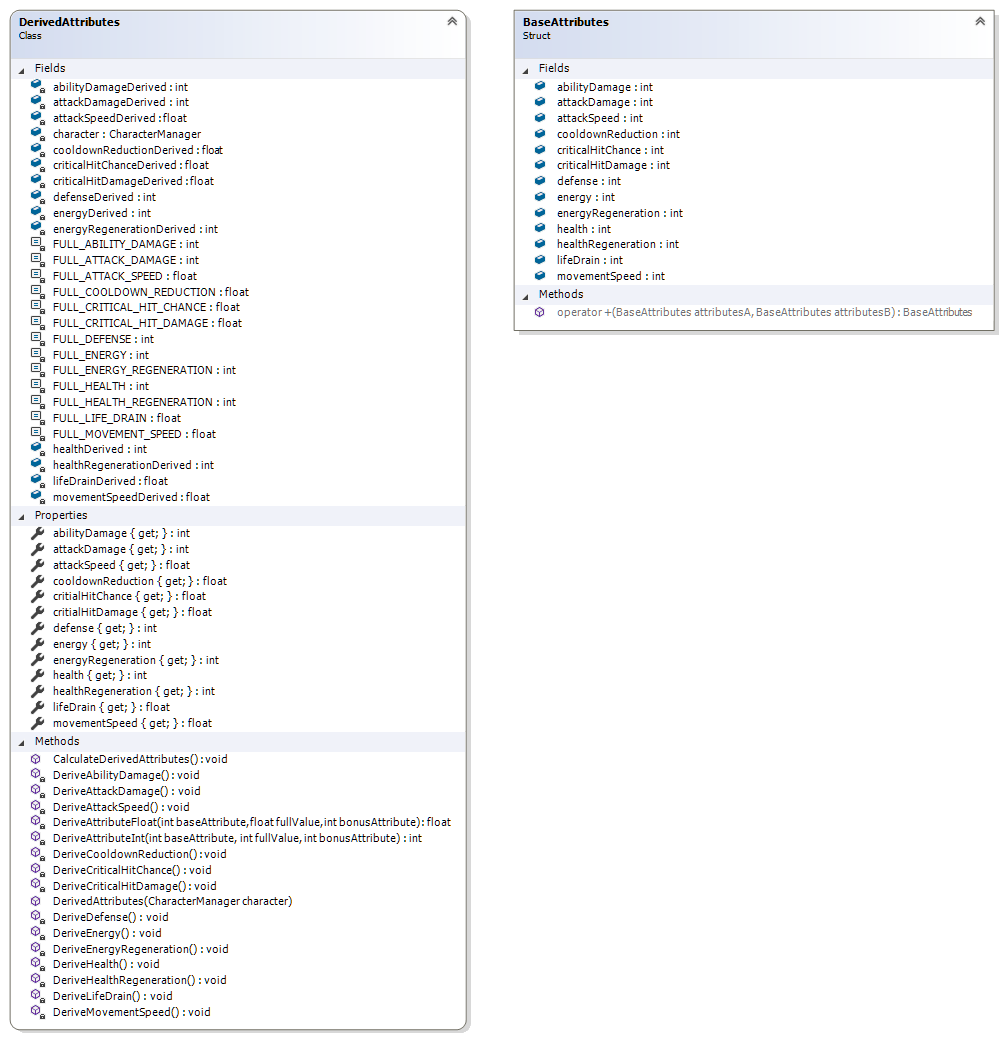 DerivedAttributes
Class
Fields
abilityDamageDerived : int
attackDamageDerived : int
attackSpeedDerived :float
character : CharacterManager
cooldownReductionDerived : float
criticalHitChanceDerived : float
criticalHitDamageDerived :float
defenseDerived : int
energyDerived : int
energyRegenerationDerived : int
FULL_ABILITY_DAMAGE : int
FULL_ATTACK_DAMAGE : int
FULL_ATTACK_SPEED : float
FULL_COOLDOWN_REDUCTION : float
FULL_CRITICAL_HIT_CHANCE : float
FULL_CRITICAL_HIT_DAMAGE : float
FULL_DEFENSE : int
FULL_ENERGY : int
FULL_ENERGY_REGENERATION : int
FULL_HEALTH : int
FULL_HEALTH_REGENERATION : int
FULL_LIFE_DRAIN : float
FULL_MOVEMENT_SPEED : float
healthDerived : int
healthRegenerationDerived : int
lifeDrainDerived : float
movementSpeedDerived : float
Properties
abilityDamage { get; } : int
attackDamage { get; } : int
attackSpeed { get; } : float
cooldownReduction { get; } : float
critialHitChance { get; } : float
critialHitDamage { get; } : float
defense { get; } : int
energy { get; } : int
energyRegeneration { get; } : int
health { get; } : int
healthRegeneration { get; } : int
lifeDrain { get; } : float
movementSpeed { get; } : float
Methods
CalculateDerivedAttributes() : void
DeriveAbilityDamage() : void
DeriveAttackDamage() : void
DeriveAttackSpeed() : void
DeriveAttributeFloat(int baseAttribute,float fullValue,int bonusAttribute) : float
DeriveAttributeInt(int baseAttribute, int fullValue, int bonusAttribute) : int
DeriveCooldownReduction() : void
DeriveCriticalHitChance() : void
DeriveCriticalHitDamage() : void
DerivedAttributes(CharacterManager character)
DeriveDefense() : void
DeriveEnergy() : void
DeriveEnergyRegeneration() : void
DeriveHealth() : void
DeriveHealthRegeneration() : void
DeriveLifeDrain() : void
DeriveMovementSpeed() : void
BaseAttributes
Struct
Fields
abilityDamage : int
attackDamage : int
attackSpeed : int
cooldownReduction : int
criticalHitChance : int
criticalHitDamage : int
defense : int
energy : int
energyRegeneration : int
health : int
healthRegeneration : int
lifeDrain : int
movementSpeed : int
Methods
operator +(BaseAttributes attributesA, BaseAttributes attributesB) : BaseAttributes